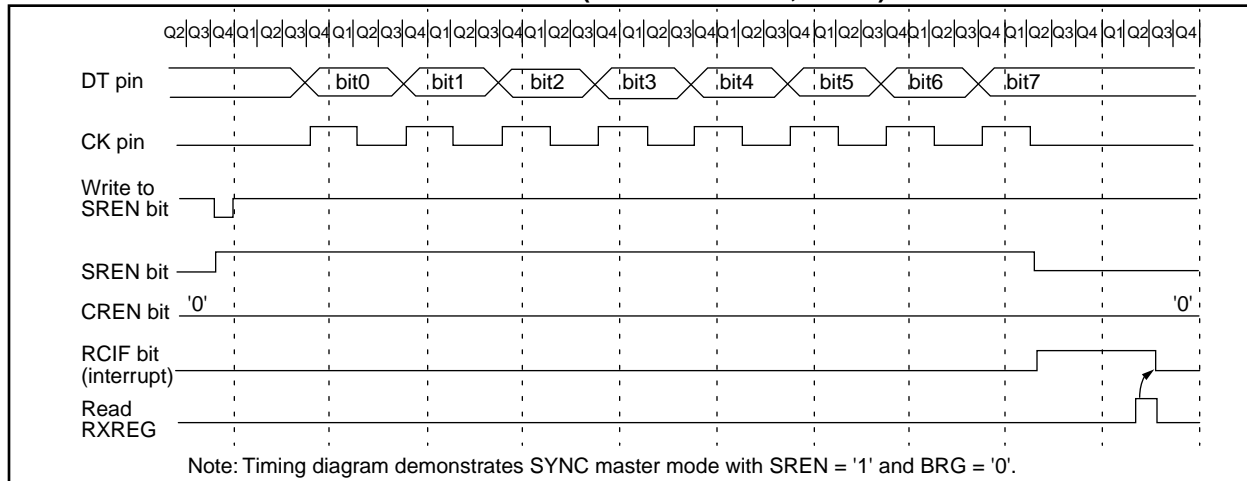 Q2 Q3 Q4 Q1 Q2 Q3 Q4 Q1 Q2 Q3 Q4 Q1 Q2 Q3 Q4 Q1 Q2 Q3 Q4 Q1 Q2 Q3 Q4 Q1 Q2 Q3 Q4 Q1 Q2 Q3 Q4 Q1 Q2 Q3 Q4 Q1 Q2 Q3 Q4 Q1 Q2 Q3 Q4
DT pin bit0 bit1 bit2 bit3 bit4 bit5 bit6 bit7
CK pin
Write to
SREN bit
SREN bit
CREN bit '0' '0'
RCIF bit
(interrupt)
Read
RXREG
Note: Timing diagram demonstrates SYNC master mode with SREN = '1' and BRG = '0'.